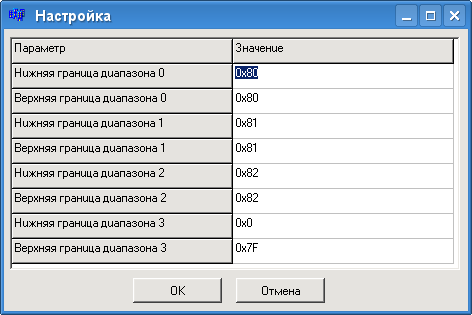 Настройка
Параметр Значение
Нижняя граница диапазона 0 0x80
Верхняя граница диапазона 0 0x80
Нижняя граница диапазона 1 0x81
Верхняя граница диапазона 1 0x81
Нижняя граница диапазона 2 0x82
Верхняя граница диапазона 2 0x82
Нижняя граница диапазона 3 0x0
Верхняя граница диапазона 3 0x7F
OK Отмена